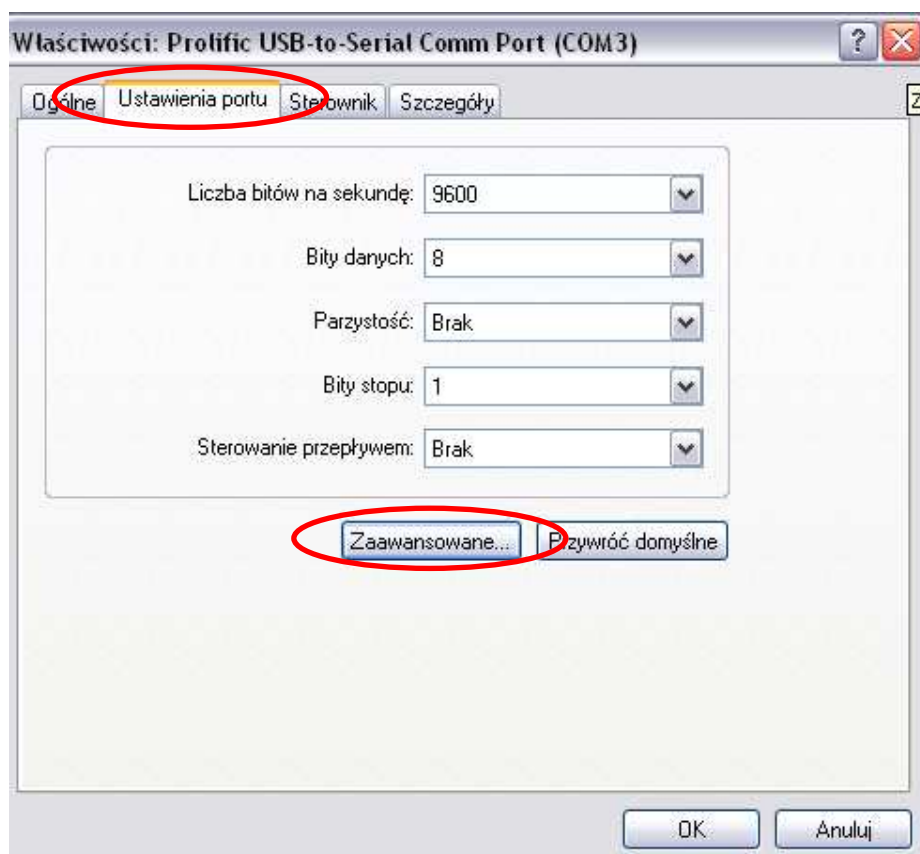 Właściwości: Prolific USB-to-Serial Comm Port (COM3)
Ogólne Ustawienia portu Sterownik Szczegóły
Z
Liczba bitów na sekundę: 9600
Bity danych: 8
Parzystość: Brak
Bity stopu: 1
Sterowanie przepływem: Brak
Zaawansowane... Przywróć domyślne
OK Anuluj